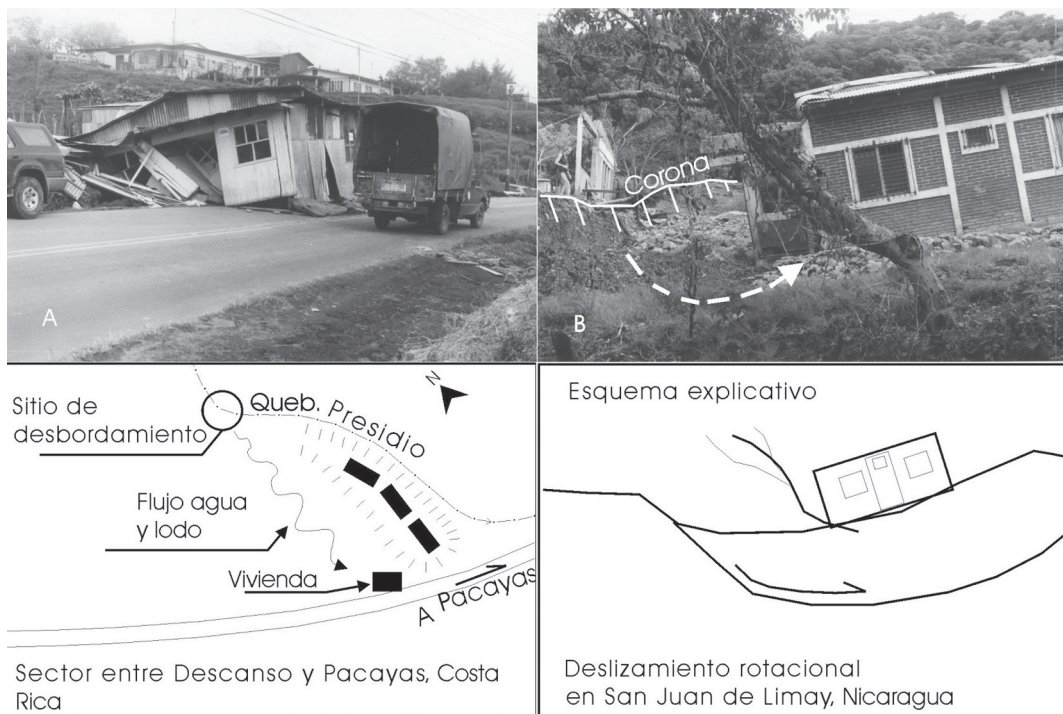 A
Corona
B
Sitio de
desbordamiento
Queb. Presidio
N
Flujo agua
y lodo
Vivienda
A Pacayas
Sector entre Descanso y Pacayas, Costa
Rica
Esquema explicativo
Deslizamiento rotacional
en San Juan de Limay, Nicaragua